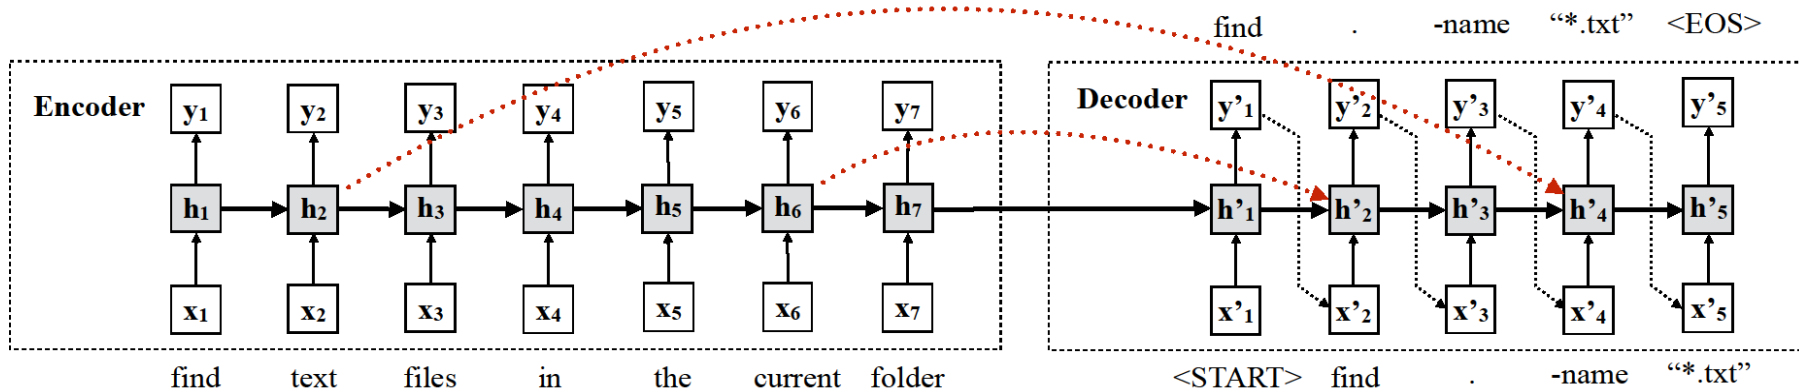 find . -name “*.txt” <EOS>
Encoder y1 y2 y3 y4 y5 y6 y7 Decoder y’1 y’2 y’3 y’4 y’5
h1 h2 h3 h4 h5 h6 h7 h’1 h’2 h’3 h’4 h’5
x1 x2 x3 x4 x5 x6 x7 x’1 x’2 x’3 x’4 x’5
find text files in the current folder <START> find . -name “*.txt”